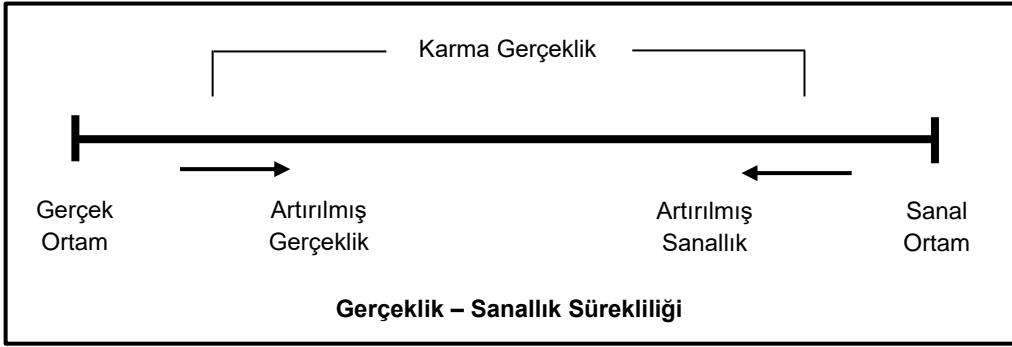 Karma Gerçeklik
Gerçek
Ortam
Artırılmış
Gerçeklik
Artırılmış
Sanallık
Sanal
Ortam
Gerçeklik – Sanallık Sürekliliği